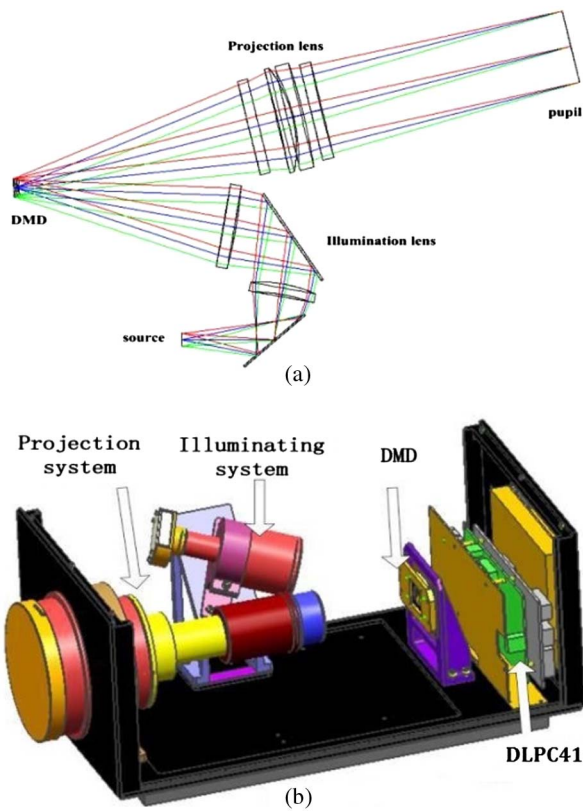 Projection lens
pupil
DMD
Illumination lens
source
(a)
Projection
system
Illuminating
system
DMD
DLPC41
(b)